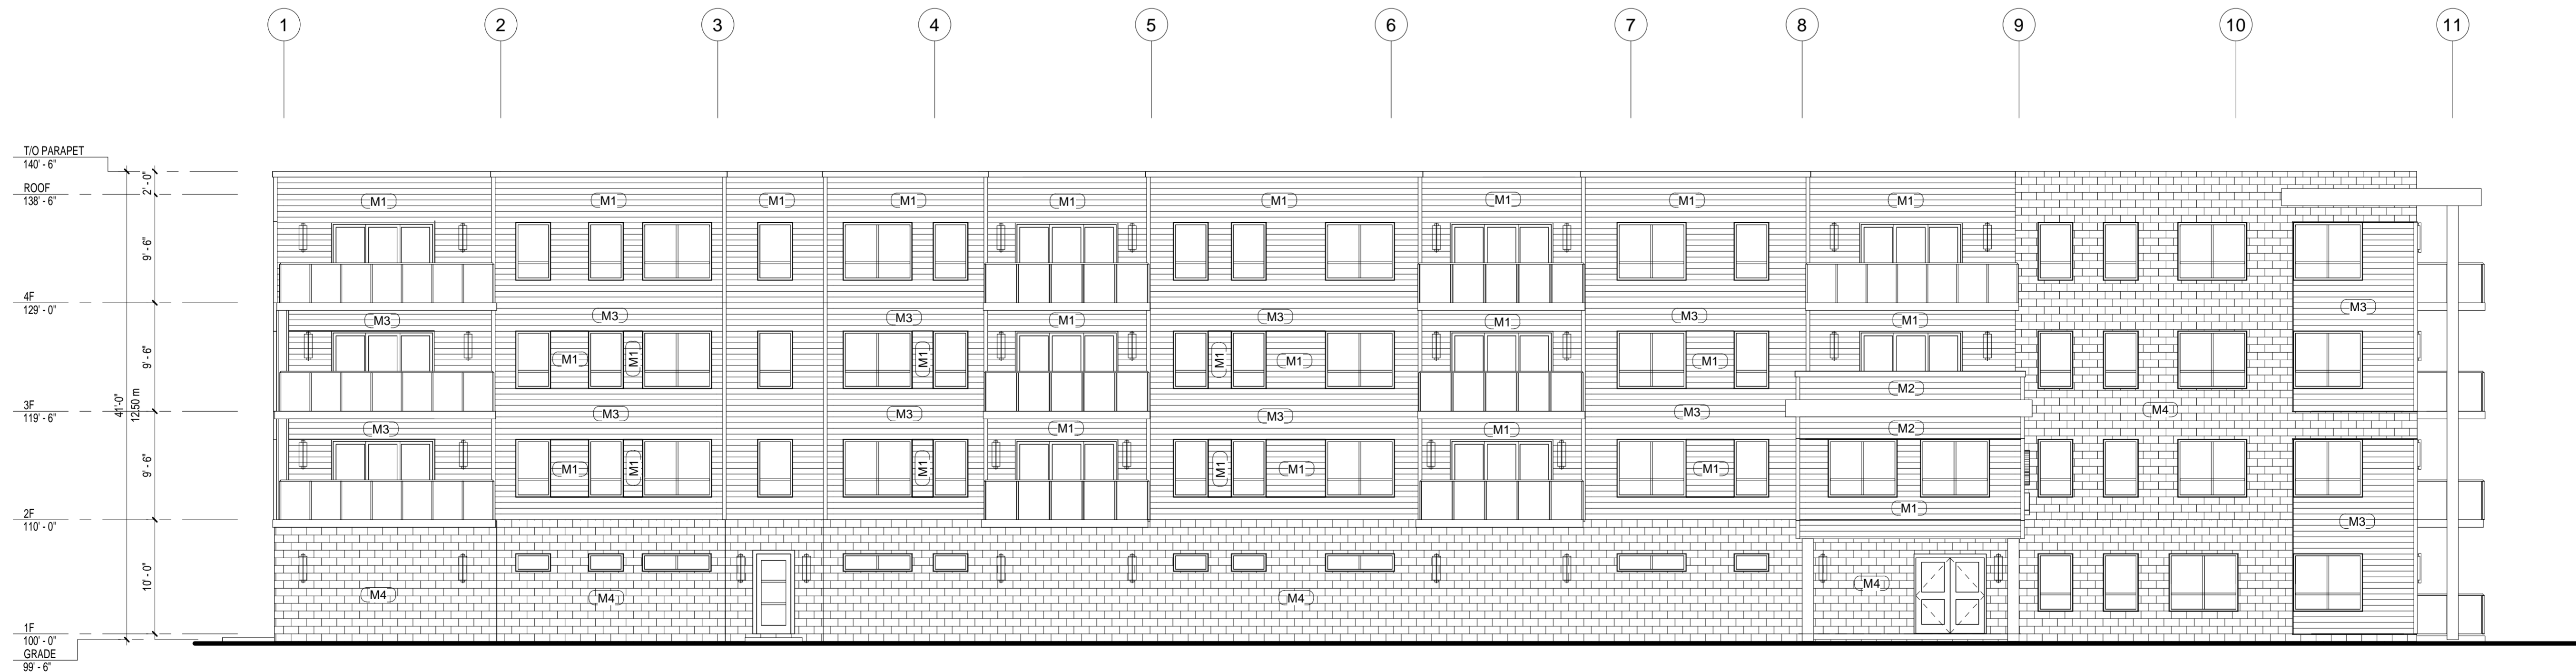 1 2 3 4 5 6 7 8 9 10 11
T/O PARAPET
140' - 6"
2' - 0"
ROOF
138' - 6"
M1 M1 M1 M1 M1 M1 M1 M1 M1
9' - 6"
4F
129' - 0"
M3
M3 M3 M3 M1 M3 M1 M3 M1
9' - 6"
M1 M1 M1 M1 M1 M1
M2
41'-0"
12.50 m
3F
119' - 6"
M3 M3 M3 M3 M4
M3 M1 M1 M2
9' - 6"
M1 M1 M1 M1 M1 M1
M1 M3
2F
110' - 0"
10' - 0"
M4 M4 M4 M4
1F
100' - 0"
GRADE
99' - 6"